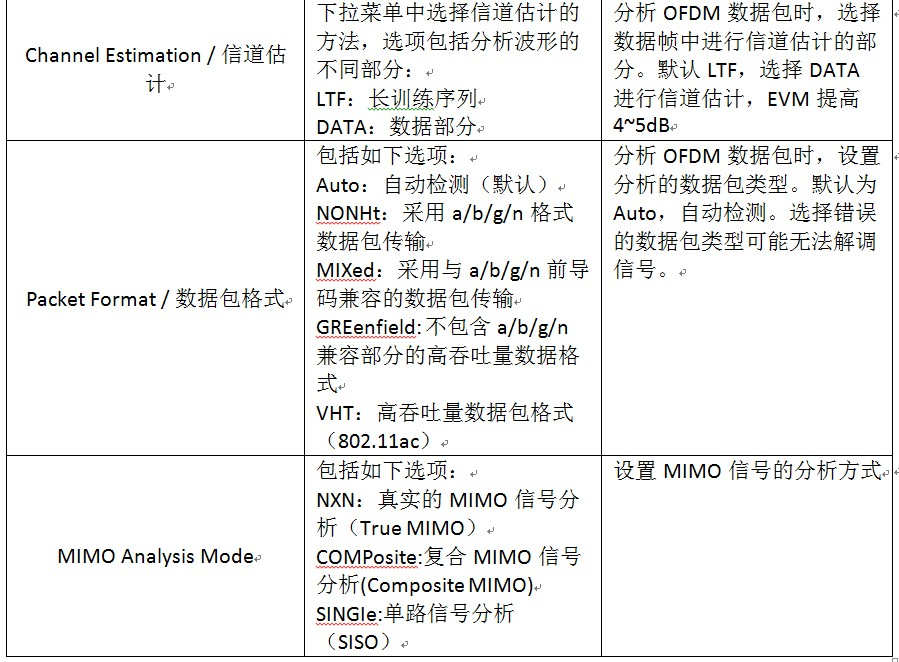 Channel Estimation / 信道估
计
下拉菜单中选择信道估计的
方法，选项包括分析波形的
不同部分：
LTF：长训练序列
DATA：数据部分
分析 OFDM 数据包时，选择
数据帧中进行信道估计的部
分。默认 LTF，选择 DATA
进行信道估计，EVM 提高
4~5dB
Packet Format / 数据包格式
包括如下选项：
Auto：自动检测（默认）
NONHt：采用 a/b/g/n 格式
数据包传输
MIXed：采用与 a/b/g/n 前导
码兼容的数据包传输
GREenfield: 不包含 a/b/g/n
兼容部分的高吞吐量数据格
式
VHT：高吞吐量数据包格式
（802.11ac）
分析 OFDM 数据包时，设置
分析的数据包类型。默认为
Auto，自动检测。选择错误
的数据包类型可能无法解调
信号。
MIMO Analysis Mode
包括如下选项：
NXN：真实的 MIMO 信号分
析（True MIMO）
COMPosite:复合 MIMO 信号
分析(Composite MIMO)
SINGle:单路信号分析
（SISO）
设置 MIMO 信号的分析方式